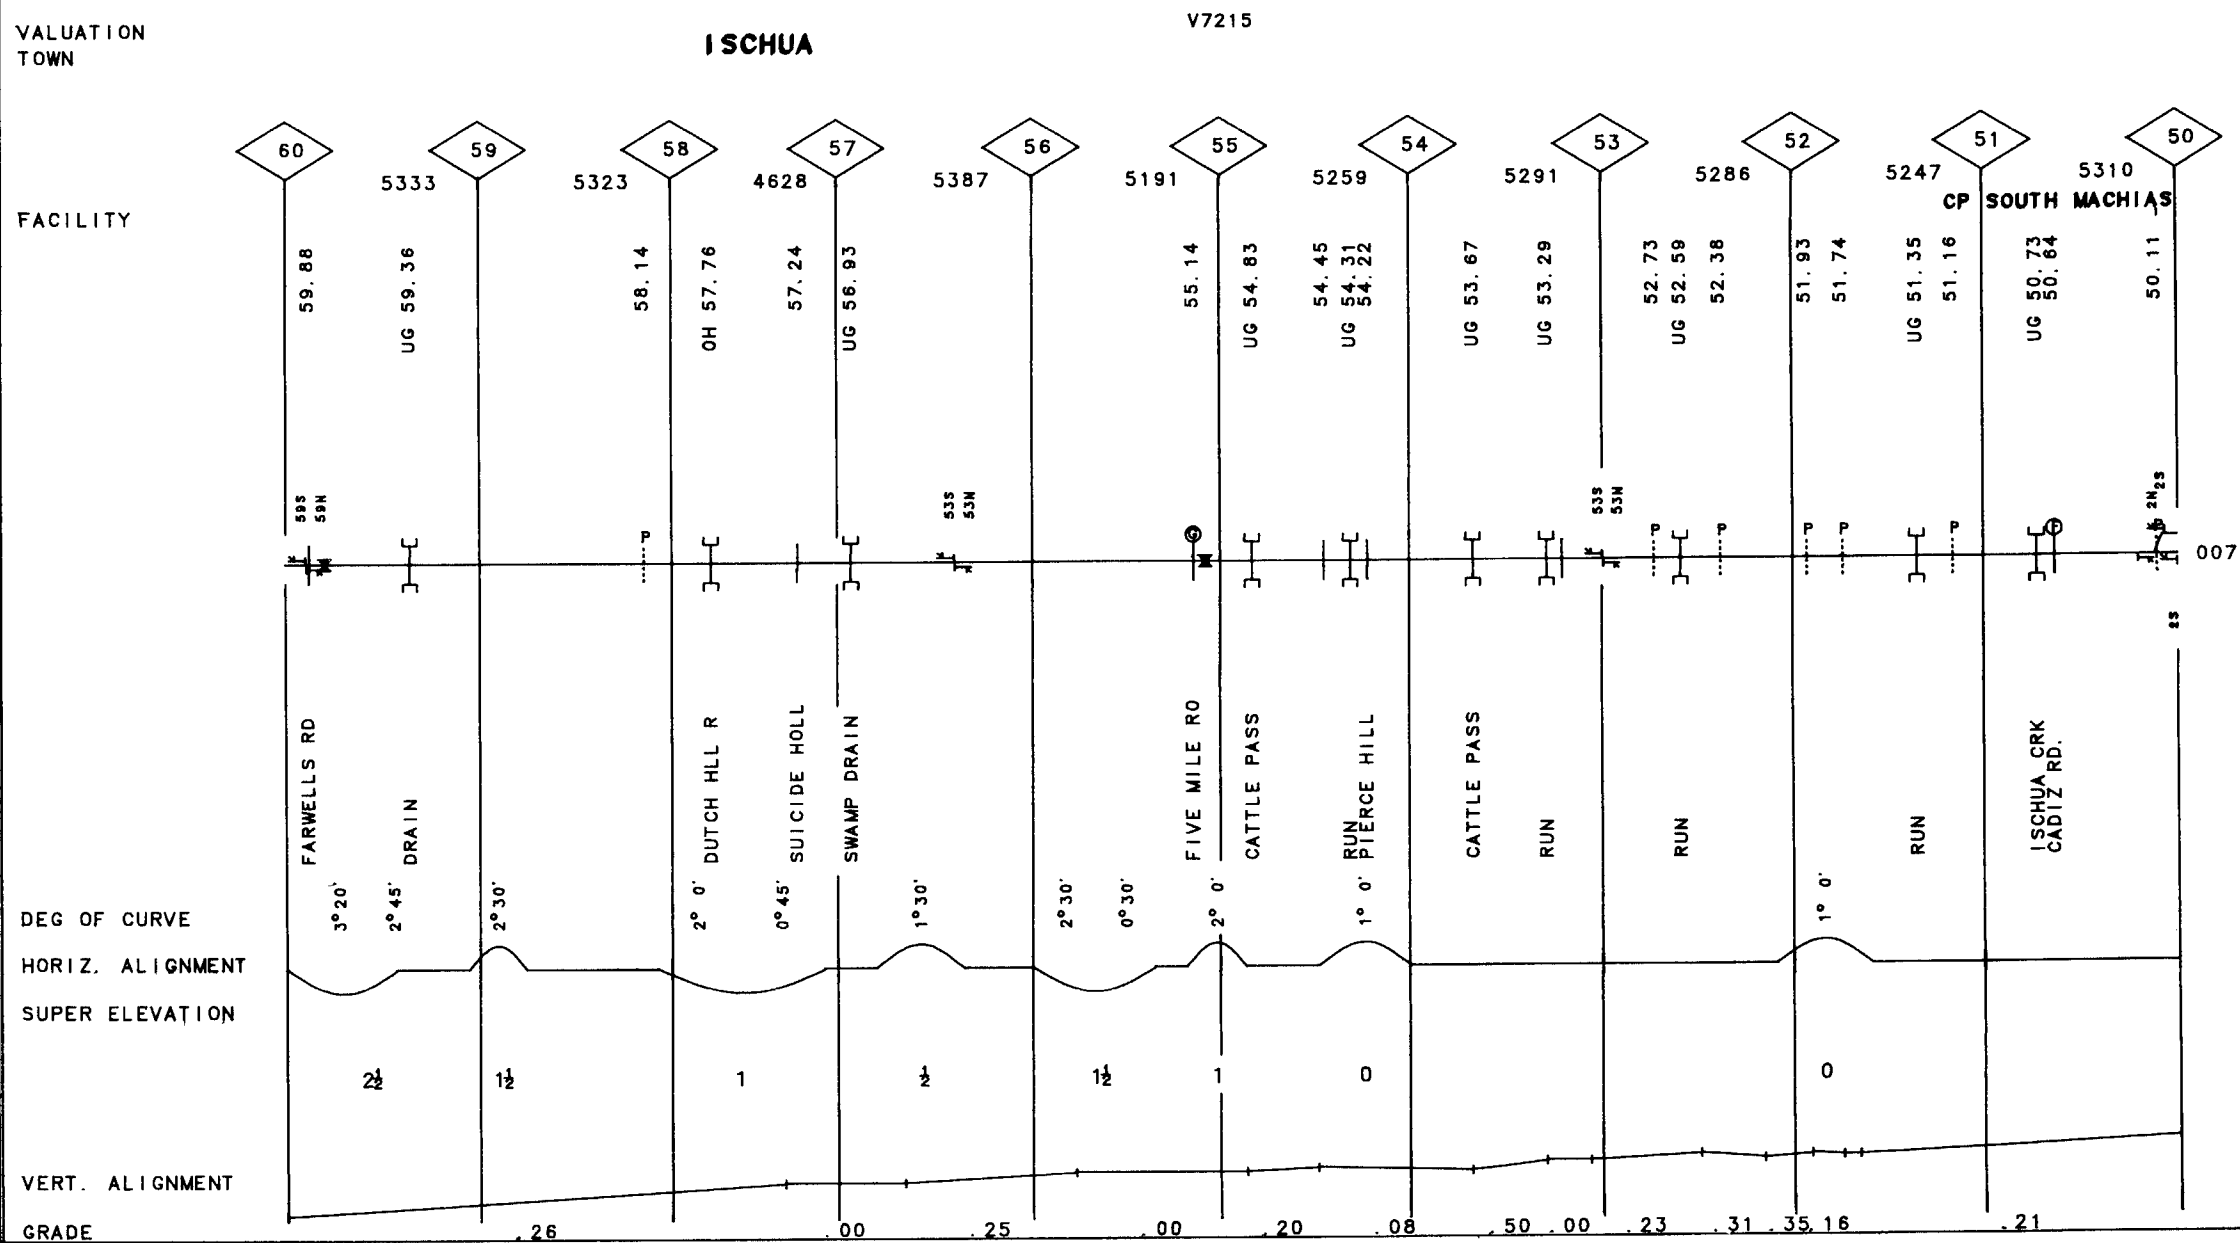 VALUATION
TOWN
ISCHUA
V7215
60 59 58 57 56 55 54 53 52 51 50
5333 5323 4628 5387 5191 5259 5291 5286 5247 5310
CP SOUTH MACHIAS
FACILITY
59.88
UG 59.36
58.14
OH 57.76
57.24
UG 56.93
55.14
UG 54.83
54.45
UG 54.31
54.22
UG 53.67
UG 53.29
52.73
UG 52.59
52.38
51.93
51.74
UG 51.35
51.16
UG 50.73
50.64
50.11
59S
59N
P
53S
53N
G
53S
53N
P
P
P
P
P
F
2N
2S
P
007
2S
FARWELLS RD
DRAIN
DUTCH HLL R
SUICIDE HOLL
SWAMP DRAIN
FIVE MILE RO
CATTLE PASS
RUN
PIERCE HILL
CATTLE PASS
RUN
RUN
RUN
ISCHUA CRK
CADIZ RD.
DEG OF CURVE
3°20'
2°45'
2°30'
2° 0'
0°45'
1°30'
2°30'
0°30'
2° 0'
1° 0'
1° 0'
HORIZ. ALIGNMENT
SUPER ELEVATION
2½ 1½ 1 ½ 1½ 1 0 0
VERT. ALIGNMENT
GRADE .26 .00 .25 .00 .20 .08 .50 .00 .23 .31 .35 .16 .21